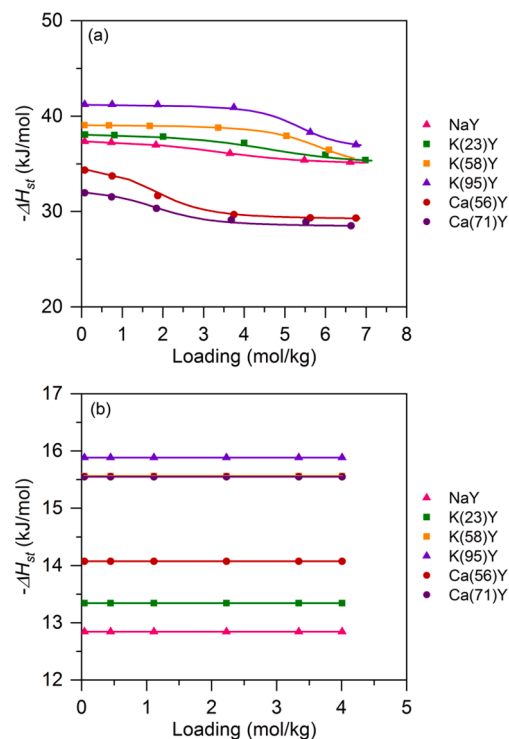 (a)
50
40
30
20
-ΔHst (kJ/mol)
0 1 2 3 4 5 6 7 8
Loading (mol/kg)
NaY
K(23)Y
K(58)Y
K(95)Y
Ca(56)Y
Ca(71)Y
(b)
17
16
15
14
13
12
-ΔHst (kJ/mol)
0 1 2 3 4 5
Loading (mol/kg)
NaY
K(23)Y
K(58)Y
K(95)Y
Ca(56)Y
Ca(71)Y